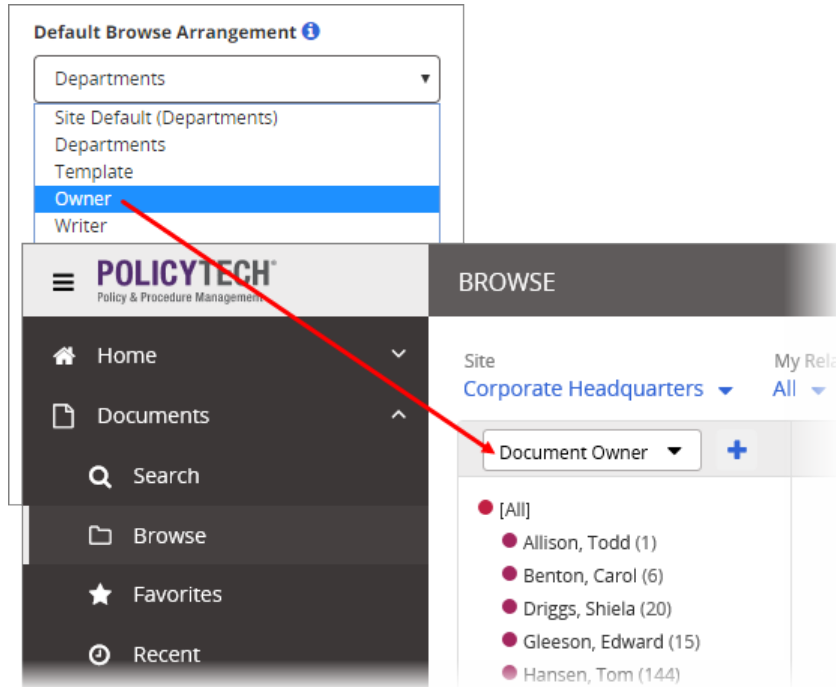 Default Browse Arrangement
Departments
Site Default (Departments)
Departments
Template
Owner
Writer
POLICYTECH
Policy & Procedure Management
Home
Documents
Search
Browse
Favorites
Recent
BROWSE
Site
My Rela
Corporate Headquarters
All
Document Owner
[All]
Allison, Todd (1)
Benton, Carol (6)
Driggs, Shiela (20)
Gleeson, Edward (15)
Hansen, Tom (144)